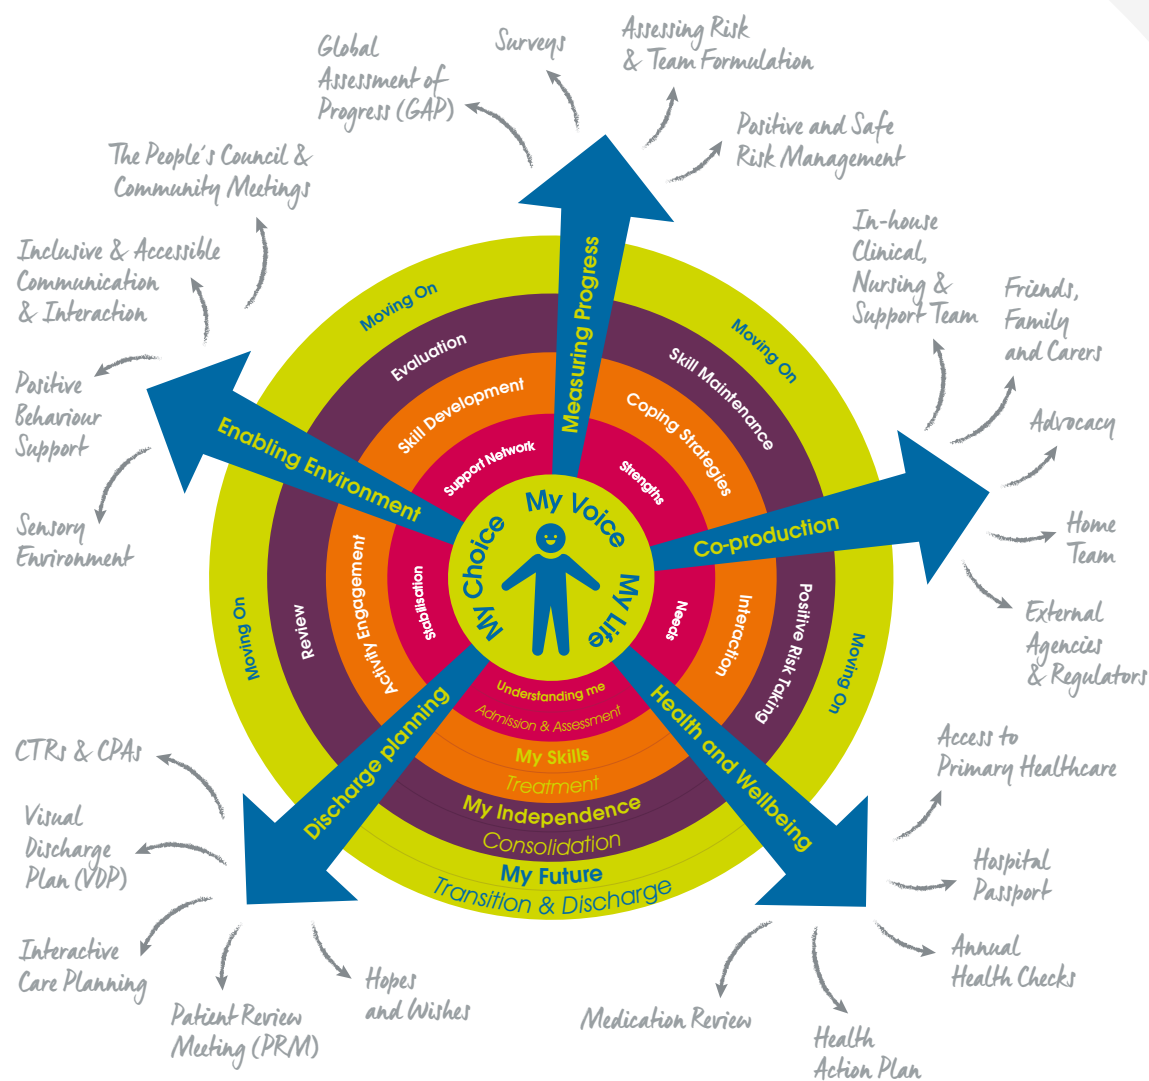 Global
Assessment of
Progress (GAP)
Surveys
Assessing Risk
& Team Formulation
Positive and Safe
Risk Management
The People's Council &
Community Meetings
Inclusive & Accessible
Communication
& Interaction
Positive
Behaviour
Support
Sensory
Environment
In-house
Clinical,
Nursing &
Support Team
Friends,
Family
and Carers
Advocacy
Home
Team
External
Agencies
& Regulators
Measuring Progress
Enabling Environment
Co-production
Discharge planning
Health and Wellbeing
Moving On
Moving On
Moving On
Moving On
Evaluation
Skill Maintenance
Review
Positive Risk Taking
Skill Development
Coping Strategies
Activity Engagement
Interaction
Support Network
Strengths
Stabilisation
Needs
My Choice
My Voice
My Life
Understanding me
Admission & Assessment
My Skills
Treatment
My Independence
Consolidation
My Future
Transition & Discharge
CTRs & CPAs
Visual
Discharge
Plan (VDP)
Interactive
Care Planning
Patient Review
Meeting (PRM)
Hopes
and Wishes
Access to
Primary Healthcare
Hospital
Passport
Annual
Health Checks
Health
Action Plan
Medication Review